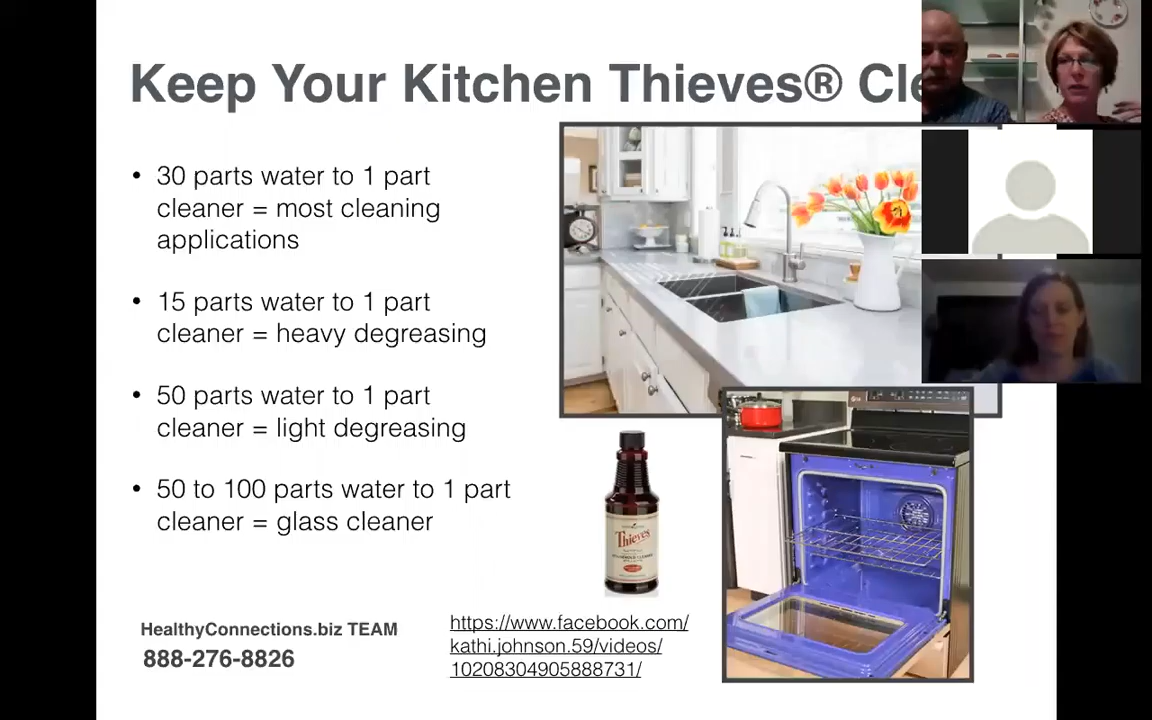 Keep Your Kitchen Thieves® Cle
• 30 parts water to 1 part
cleaner = most cleaning
applications
• 15 parts water to 1 part
cleaner = heavy degreasing
• 50 parts water to 1 part
cleaner = light degreasing
• 50 to 100 parts water to 1 part
cleaner = glass cleaner
Thieves
HealthyConnections.biz TEAM
888-276-8826
https://www.facebook.com/
kathi.johnson.59/videos/
10208304905888731/